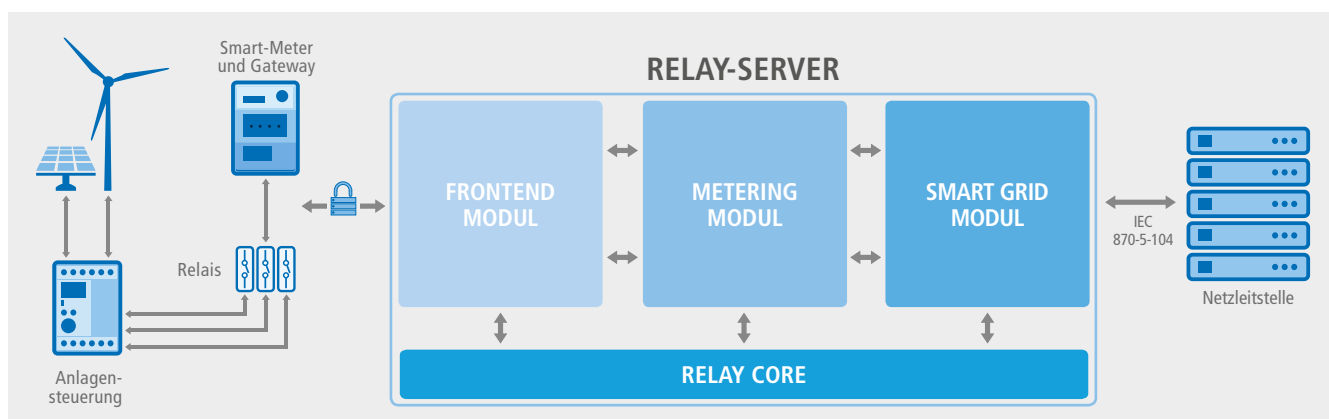 Smart-Meter
und Gateway
RELAY-SERVER
FRONTEND
MODUL
METERING
MODUL
SMART GRID
MODUL
IEC
870-5-104
Relais
Netzleitstelle
Anlagen-
steuerung
RELAY CORE